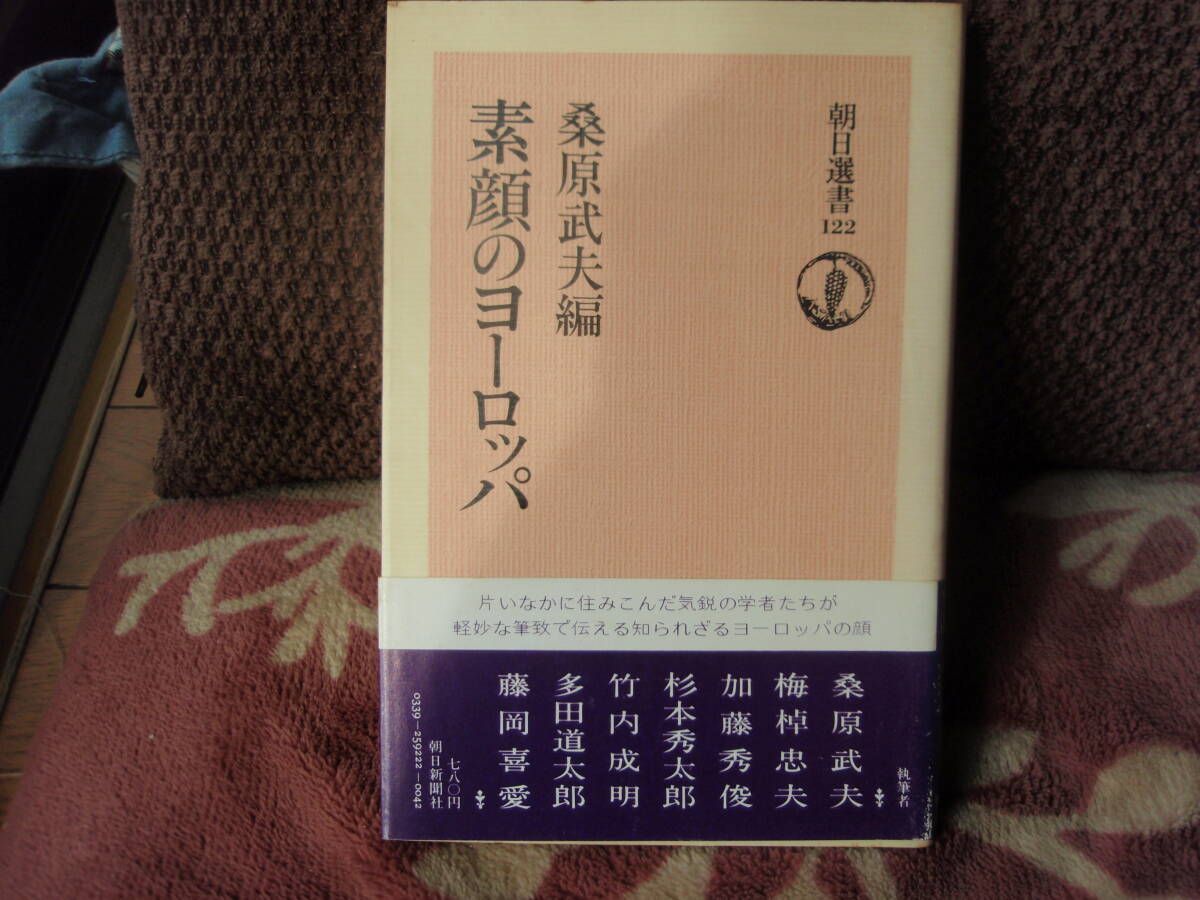 朝日選書
122
桑原武夫編
素顔のヨーロッパ
片いなかに住みこんだ気鋭の学者たちが
軽妙な筆致で伝える知られざるヨーロッパの顔
執筆者
桑原武夫
梅棹忠夫
加藤秀俊
杉本秀太郎
竹内成明
多田道太郎
藤岡喜愛
七八〇円
朝日新聞社
0339-259222-0042